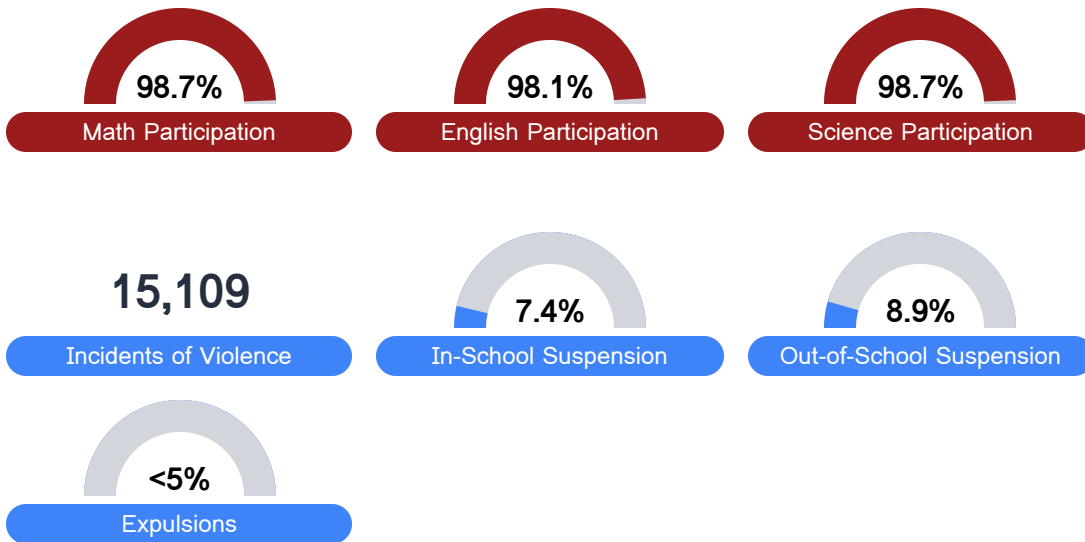 98.7%
Math Participation
98.1%
English Participation
98.7%
Science Participation
15,109
Incidents of Violence
7.4%
In-School Suspension
8.9%
Out-of-School Suspension
<5%
Expulsions